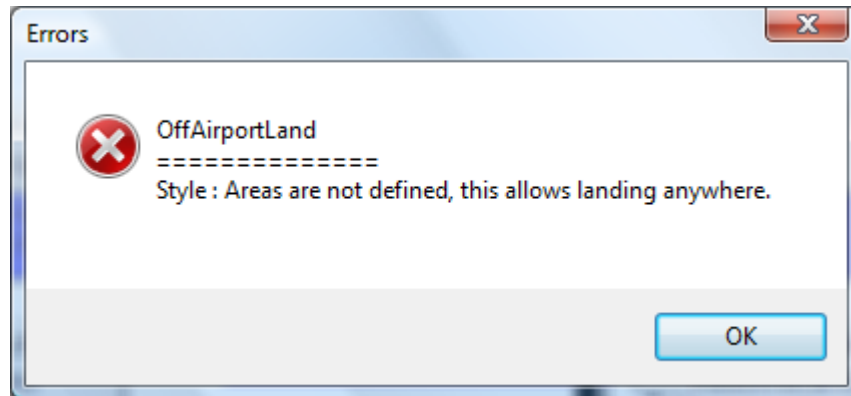 Errors
OffAirportLand
==============
Style : Areas are not defined, this allows landing anywhere.
OK